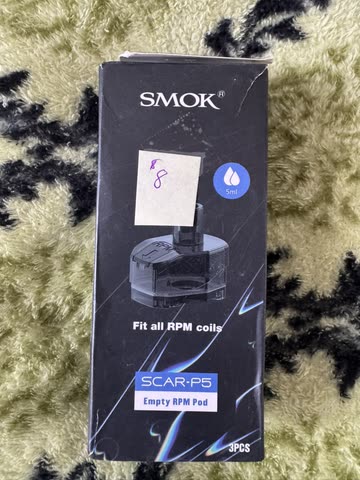 SMOK®
$8
5ml
Fit all RPM coils
SCAR-P5
Empty RPM Pod
3PCS